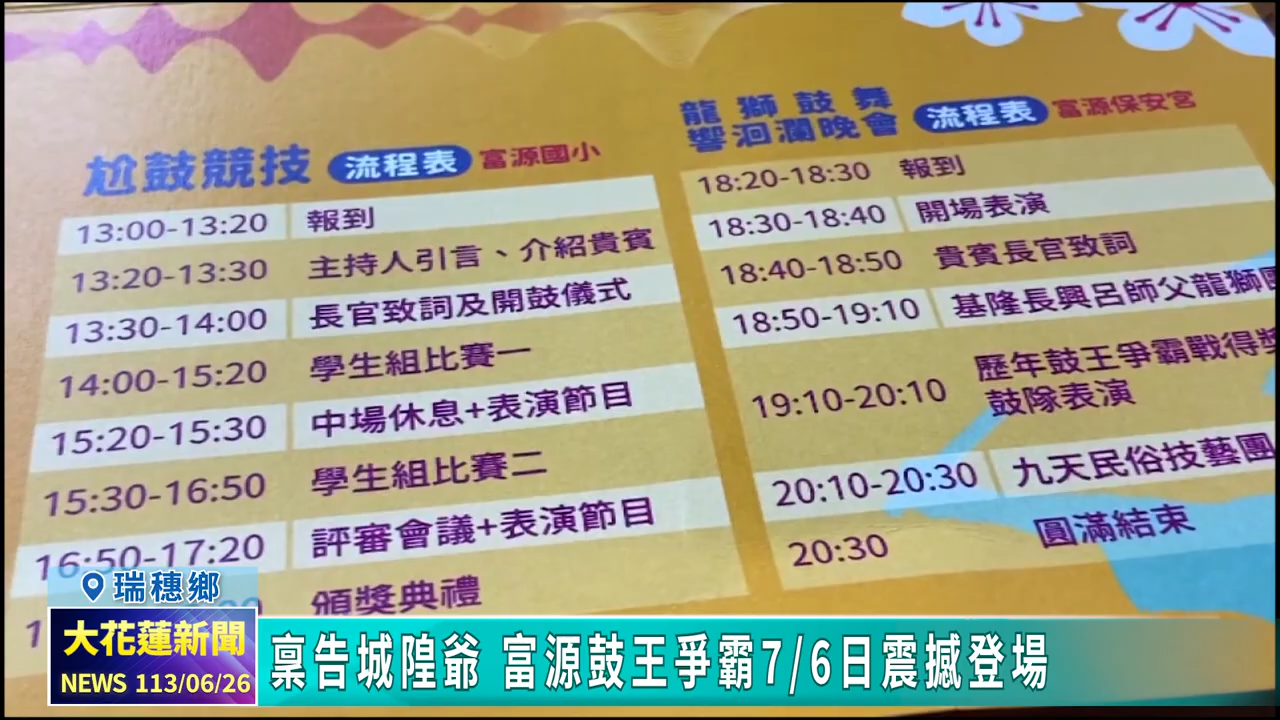 尬鼓競技 流程表 富源國小
13:00-13:20 報到
13:20-13:30 主持人引言、介紹貴賓
13:30-14:00 長官致詞及開鼓儀式
14:00-15:20 學生組比賽一
15:20-15:30 中場休息+表演節目
15:30-16:50 學生組比賽二
16:50-17:20 評審會議+表演節目
頒獎典禮
龍獅鼓舞
響洄瀾晚會 流程表 富源保安宮
18:20-18:30 報到
18:30-18:40 開場表演
18:40-18:50 貴賓長官致詞
18:50-19:10 基隆長興呂師父龍獅團
19:10-20:10 歷年鼓王爭霸戰得獎
鼓隊表演
20:10-20:30 九天民俗技藝團
20:30 圓滿結束
瑞穗鄉
大花蓮新聞
NEWS 113/06/26
稟告城隍爺 富源鼓王爭霸7/6日震撼登場